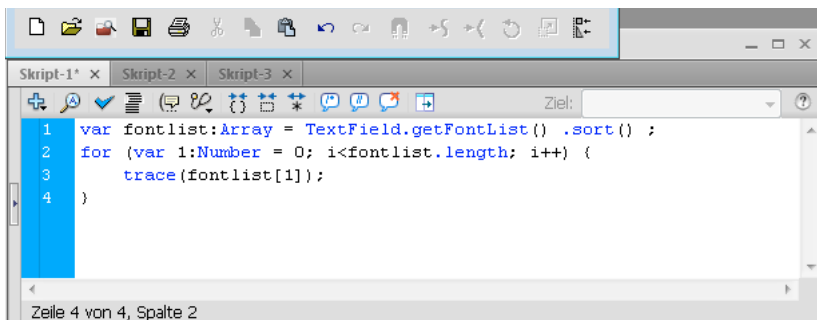 Skript-1* × Skript-2 × Skript-3 ×
Ziel:
1 var fontlist:Array = TextField.getFontList() .sort() ;
2 for (var 1:Number = 0; i<fontlist.length; i++) {
3 trace(fontlist[1]);
4 }
Zeile 4 von 4, Spalte 2